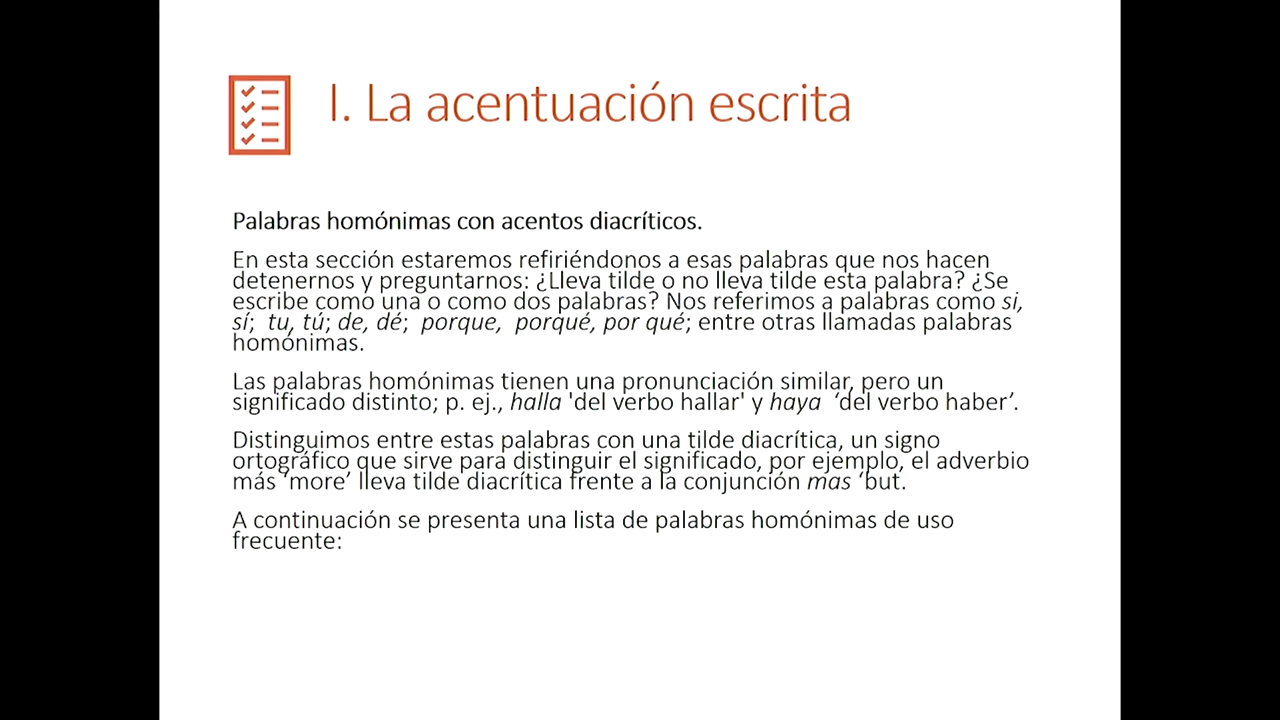 I. La acentuación escrita
Palabras homónimas con acentos diacríticos.
En esta sección estaremos refiriéndonos a esas palabras que nos hacen
detenernos y preguntarnos: ¿Lleva tilde o no lleva tilde esta palabra? ¿Se
escribe como una o como dos palabras? Nos referimos a palabras como si,
sí;  tu, tú; de, dé;  porque,  porqué, por qué; entre otras llamadas palabras
homónimas.
Las palabras homónimas tienen una pronunciación similar, pero un
significado distinto; p. ej., halla 'del verbo hallar' y haya  ‘del verbo haber’.
Distinguimos entre estas palabras con una tilde diacrítica, un signo
ortográfico que sirve para distinguir el significado, por ejemplo, el adverbio
más ‘more’ lleva tilde diacrítica frente a la conjunción mas ‘but.
A continuación se presenta una lista de palabras homónimas de uso
frecuente: